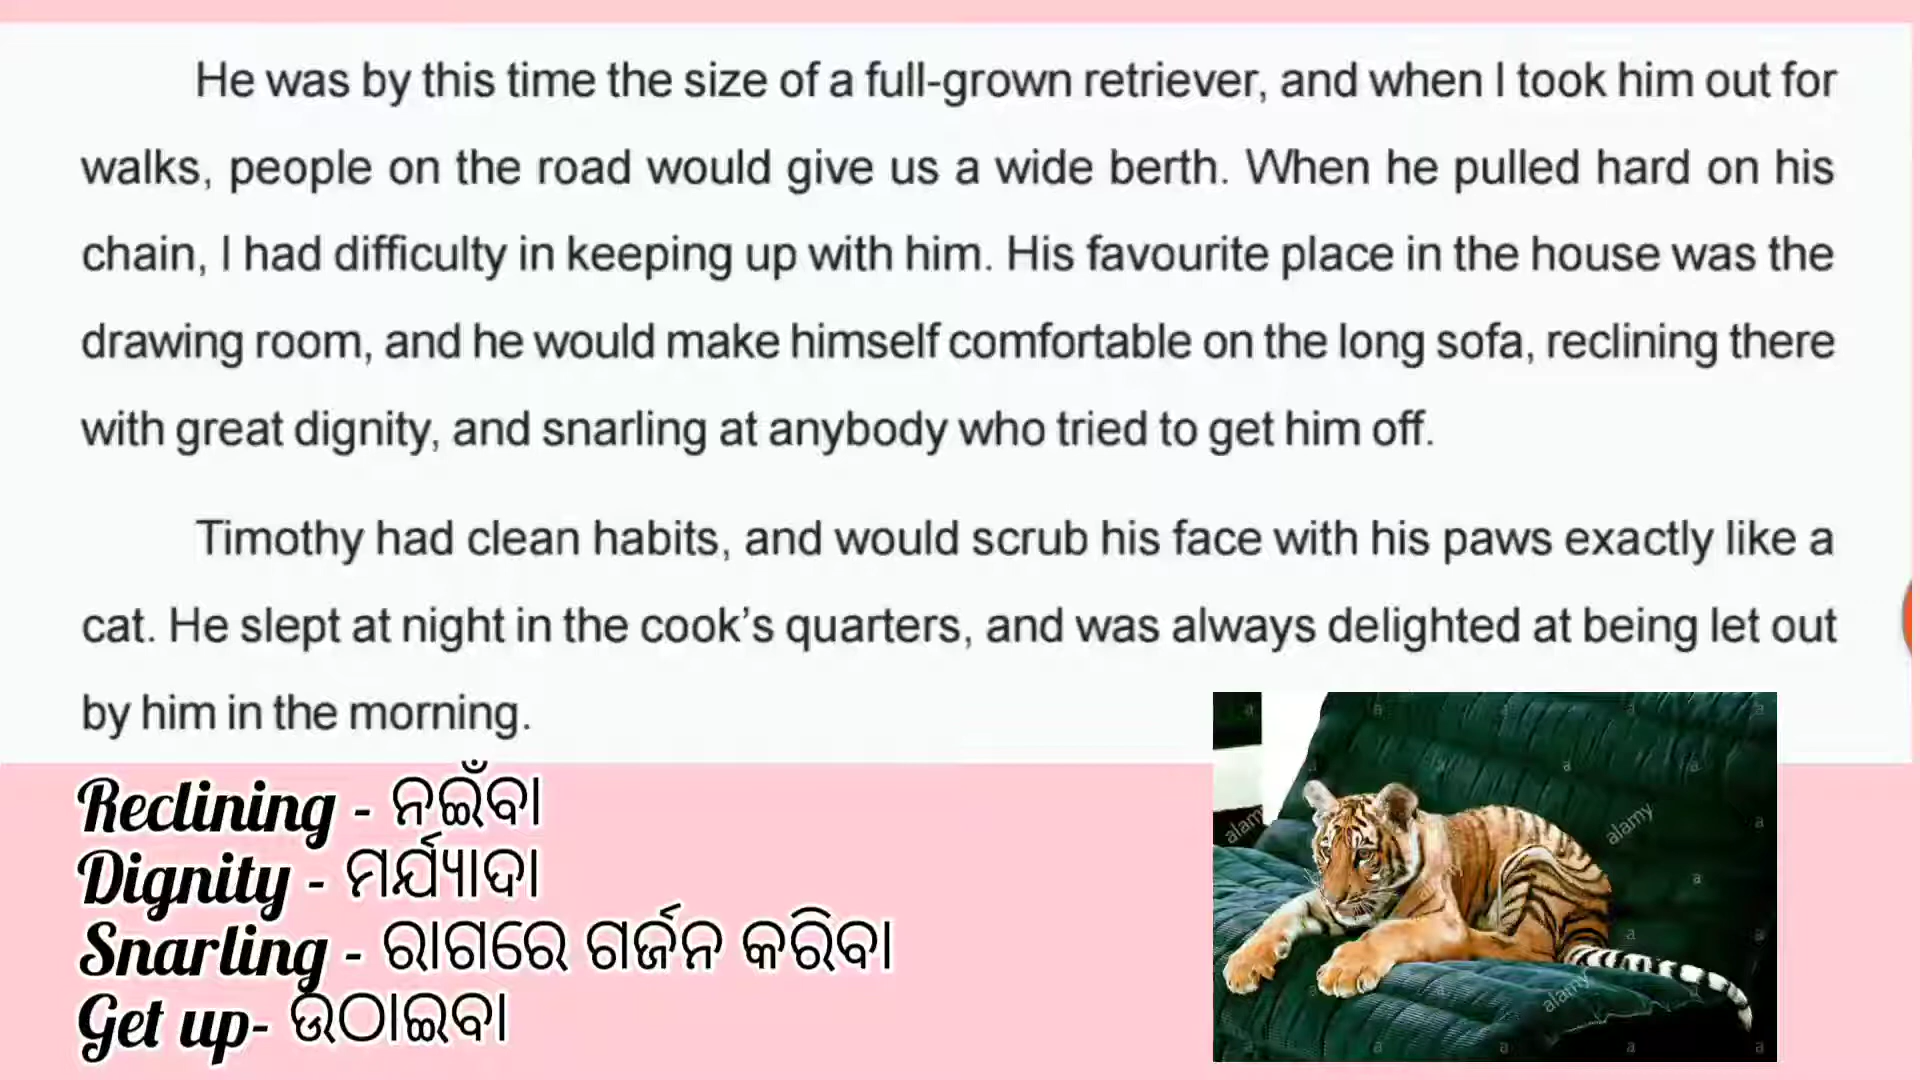 He was by this time the size of a full-grown retriever, and when I took him out for
walks, people on the road would give us a wide berth. When he pulled hard on his
chain, I had difficulty in keeping up with him. His favourite place in the house was the
drawing room, and he would make himself comfortable on the long sofa, reclining there
with great dignity, and snarling at anybody who tried to get him off.
Timothy had clean habits, and would scrub his face with his paws exactly like a
cat. He slept at night in the cook’s quarters, and was always delighted at being let out
by him in the morning.
Reclining - ନଇଁବା
Dignity - ମର୍ଯ୍ୟାଦା
Snarling - ରାଗରେ ଗର୍ଜନ କରିବା
Get up- ଉଠାଇବା
alamy
alamy
alamy